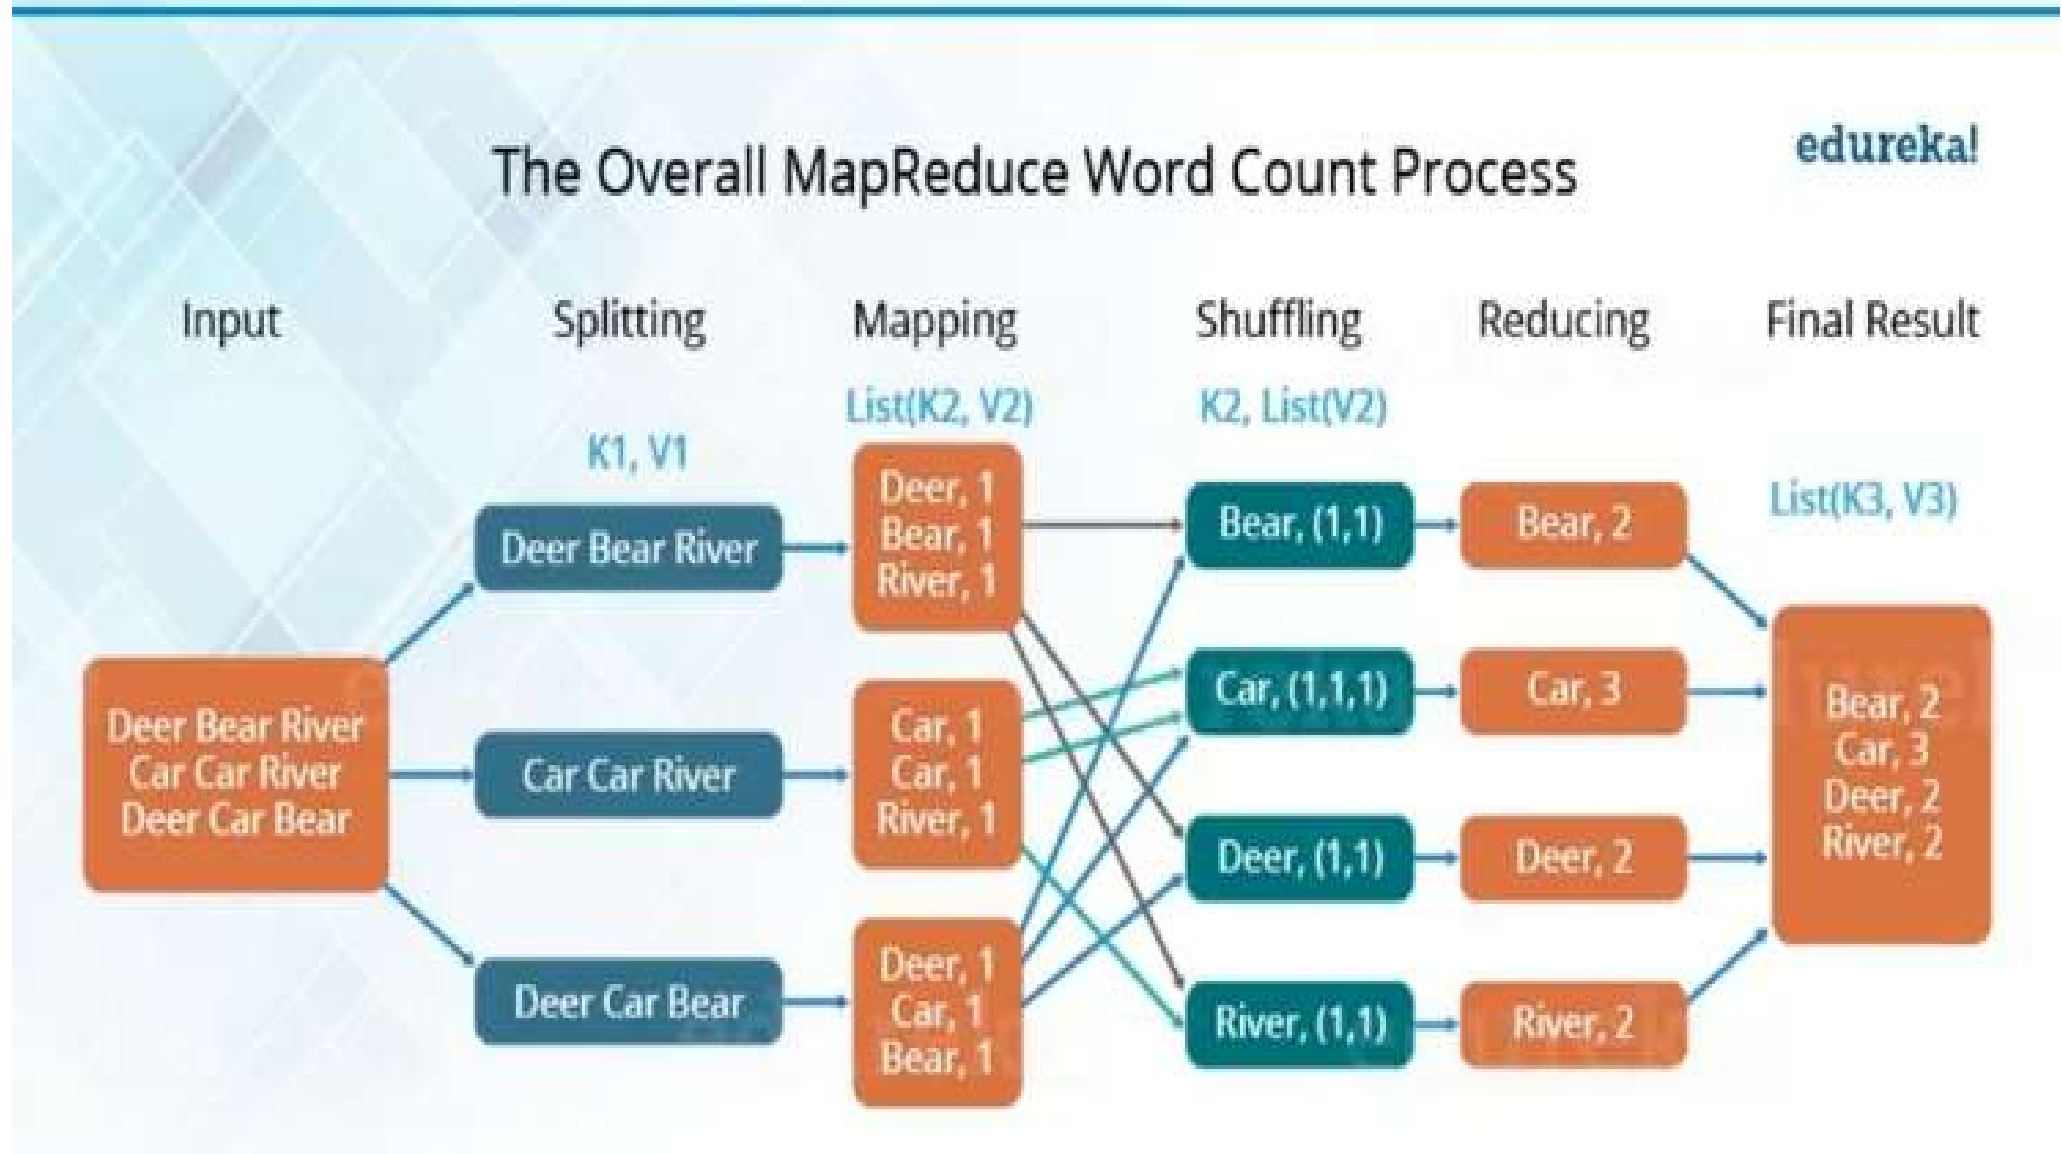 edureka!
The Overall MapReduce Word Count Process
Input
Splitting
Mapping
Shuffling
Reducing
Final Result
K1, V1
List(K2, V2)
K2, List(V2)
List(K3, V3)
Deer Bear River
Car Car River
Deer Car Bear
Deer Bear River
Car Car River
Deer Car Bear
Deer, 1
Bear, 1
River, 1
Car, 1
Car, 1
River, 1
Deer, 1
Car, 1
Bear, 1
Bear, (1,1)
Car, (1,1,1)
Deer, (1,1)
River, (1,1)
Bear, 2
Car, 3
Deer, 2
River, 2
Bear, 2
Car, 3
Deer, 2
River, 2